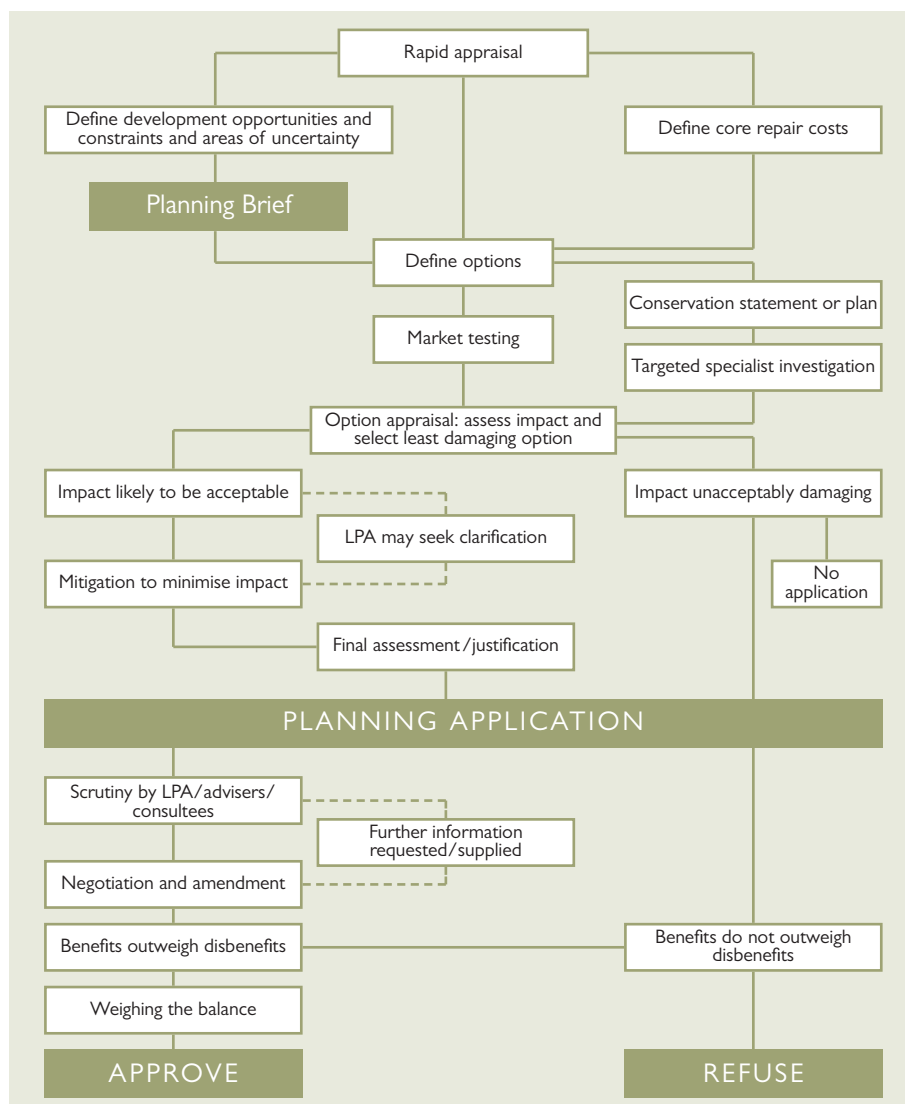 Rapid appraisal
Define development opportunities and
constraints and areas of uncertainty
Define core repair costs
Planning Brief
Define options
Conservation statement or plan
Market testing
Targeted specialist investigation
Option appraisal: assess impact and
select least damaging option
Impact likely to be acceptable
Impact unacceptably damaging
LPA may seek clarification
Mitigation to minimise impact
No
application
Final assessment/justification
PLANNING APPLICATION
Scrutiny by LPA/advisers/
consultees
Further information
requested/supplied
Negotiation and amendment
Benefits outweigh disbenefits
Benefits do not outweigh
disbenefits
Weighing the balance
APPROVE
REFUSE